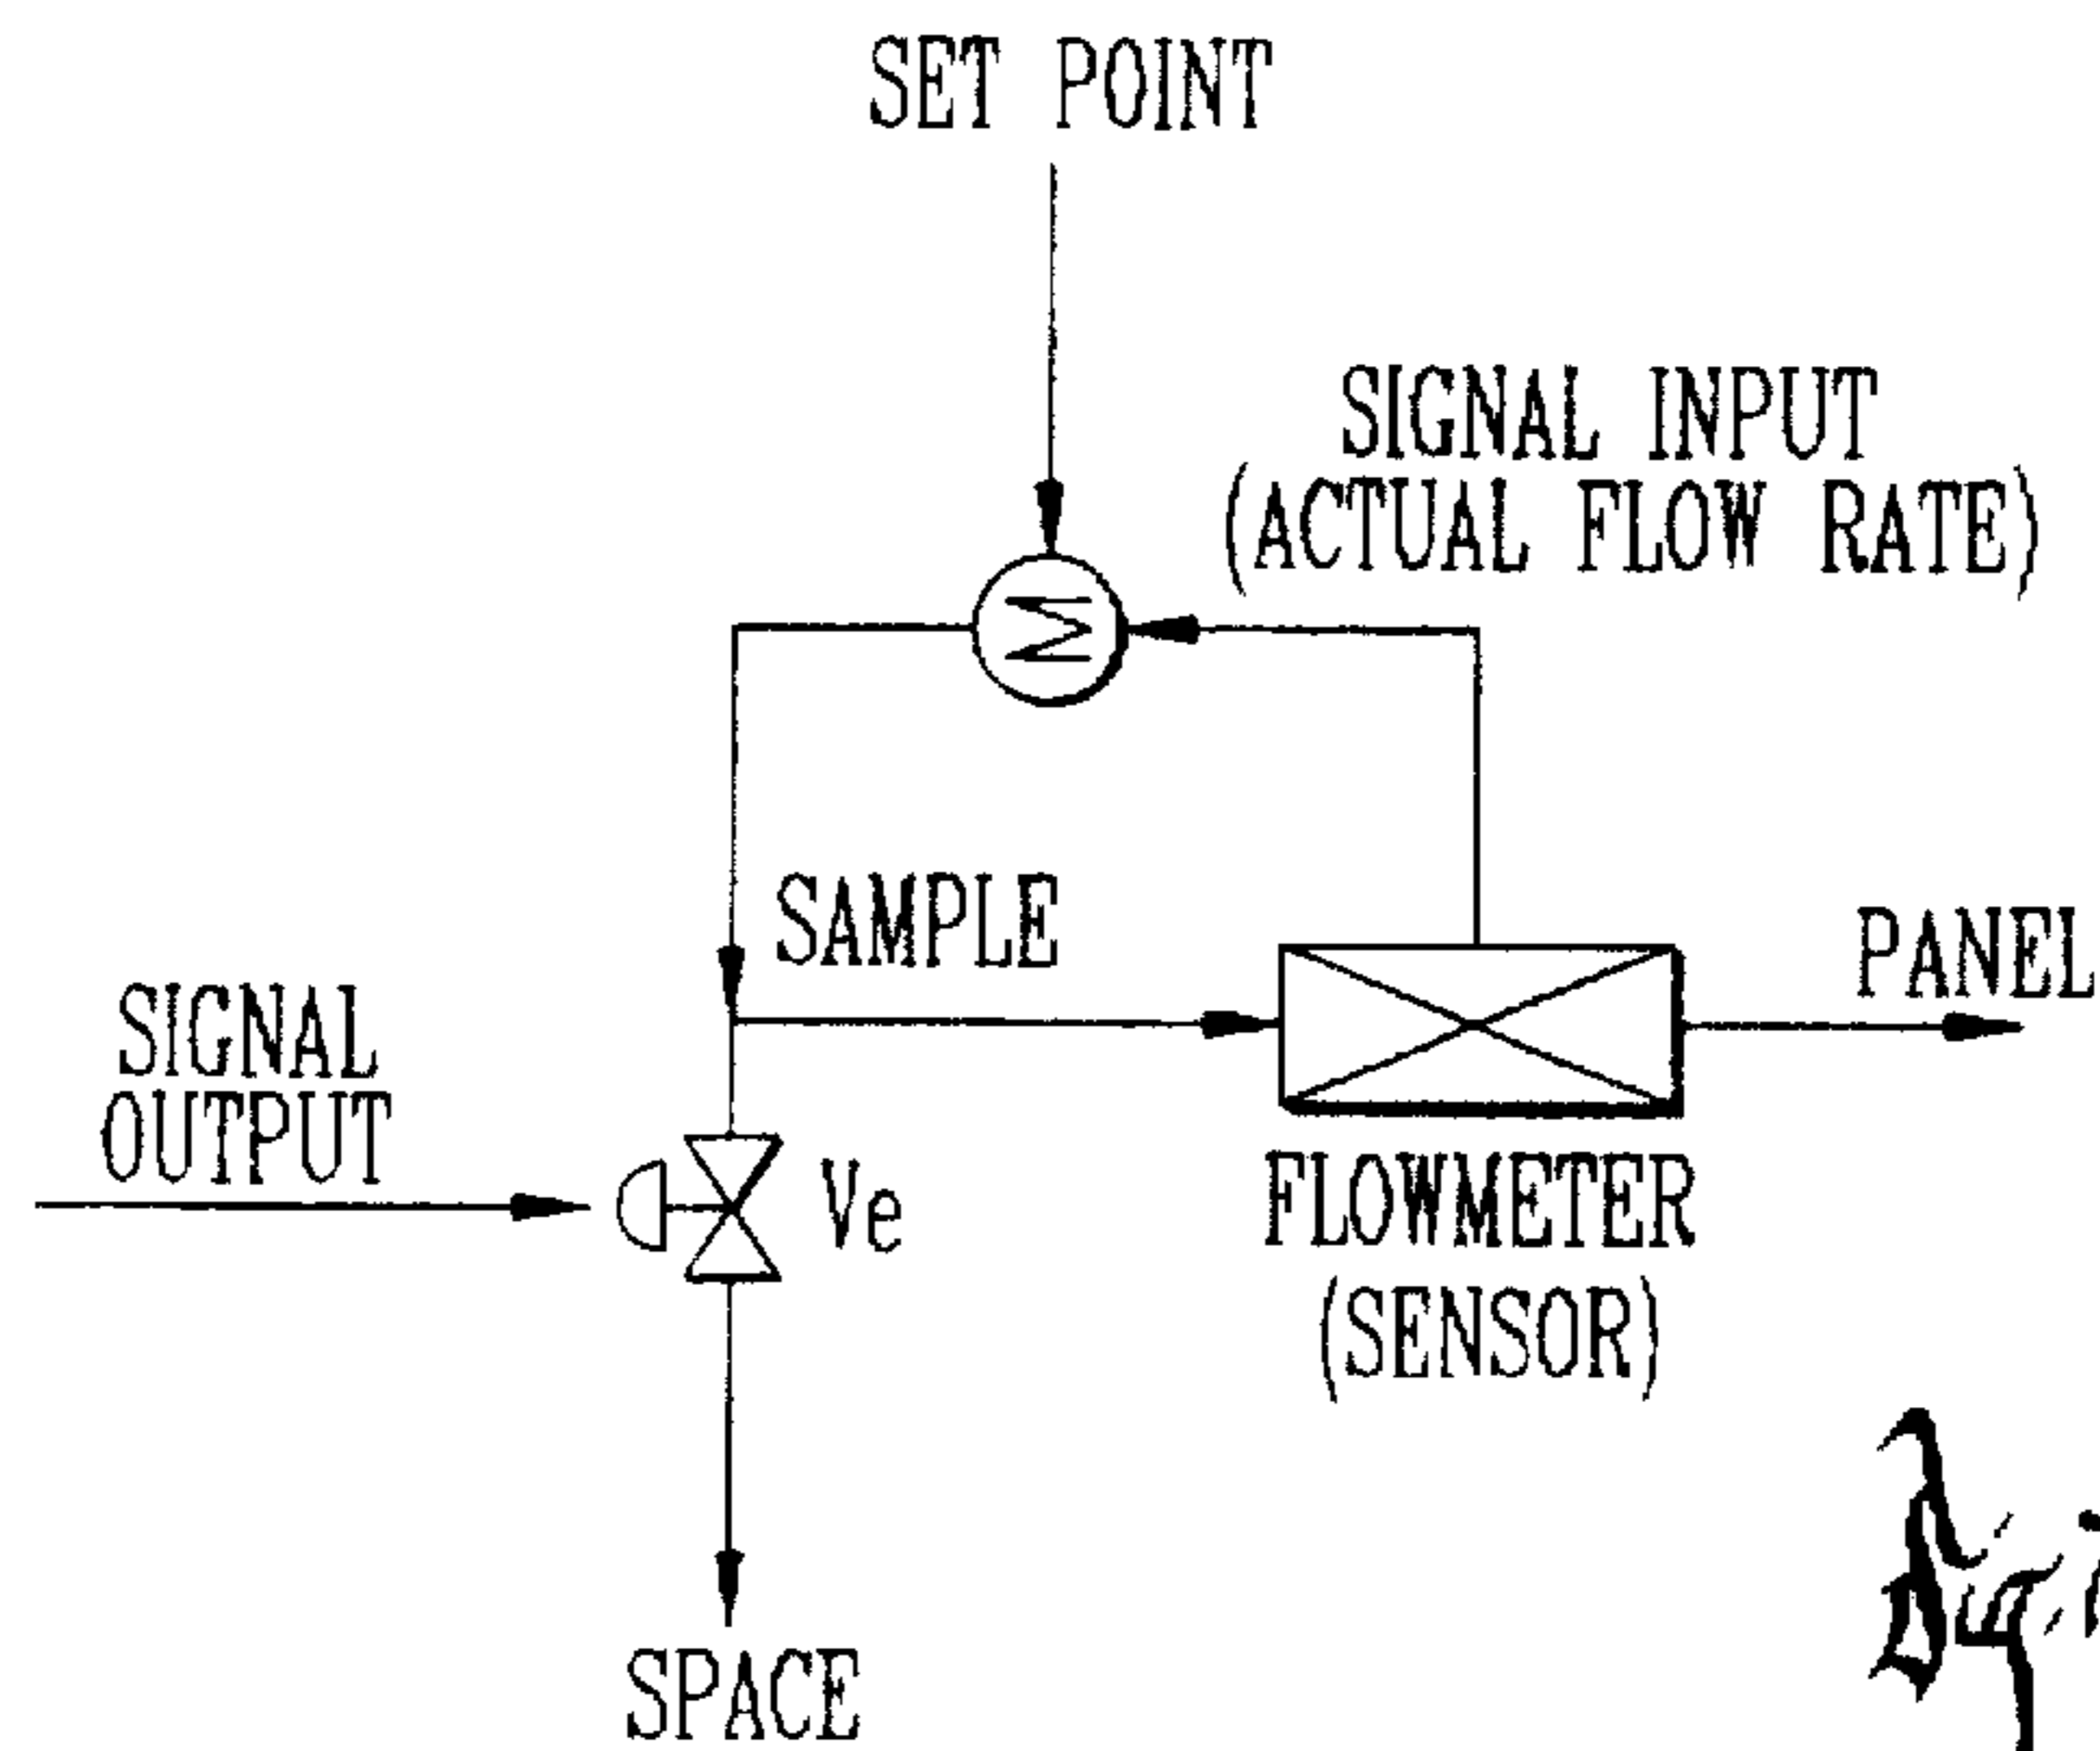 SET POINT
SIGNAL INPUT
(ACTUAL FLOW RATE)
SAMPLE
PANEL
SIGNAL
OUTPUT
Ve
FLOWMETER
(SENSOR)
SPACE